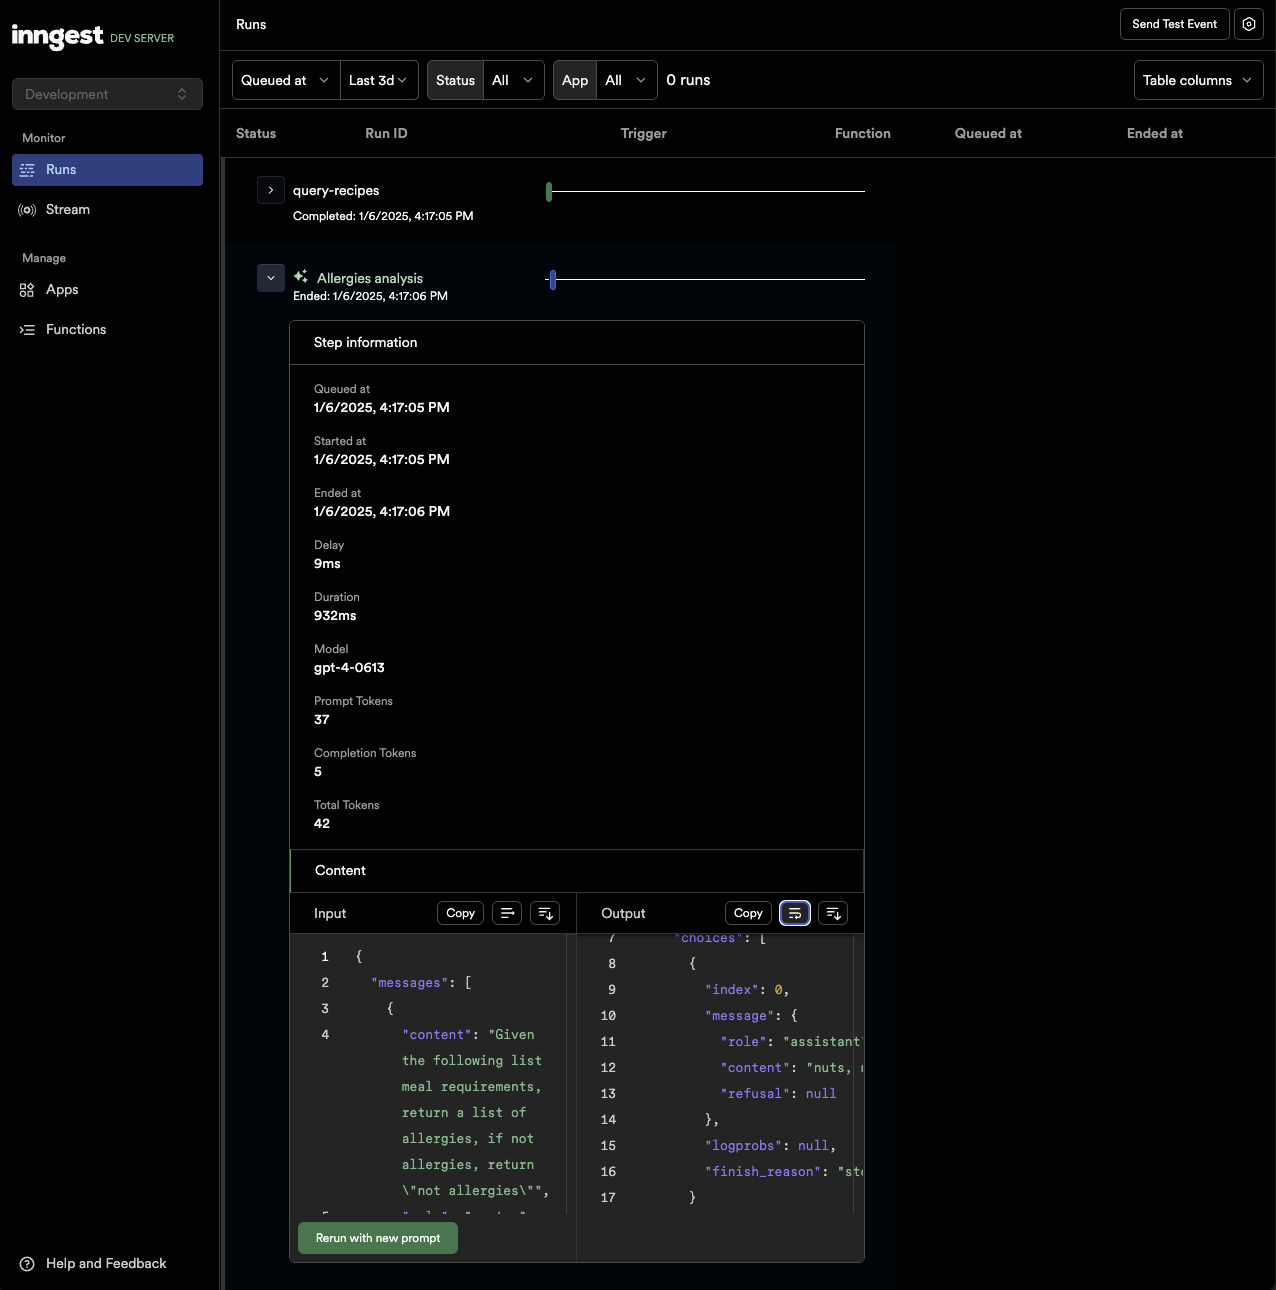 inngest DEV SERVER
Development
Monitor
Runs
Stream
Manage
Apps
Functions
Help and Feedback
Runs
Send Test Event
Queued at
Last 3d
Status
All
App
All
0 runs
Table columns
Status
Run ID
Trigger
Function
Queued at
Ended at
query-recipes
Completed: 1/6/2025, 4:17:05 PM
Allergies analysis
Ended: 1/6/2025, 4:17:06 PM
Step information
Queued at
1/6/2025, 4:17:05 PM
Started at
1/6/2025, 4:17:05 PM
Ended at
1/6/2025, 4:17:06 PM
Delay
9ms
Duration
932ms
Model
gpt-4-0613
Prompt Tokens
37
Completion Tokens
5
Total Tokens
42
Content
Input
Copy
1 {
2 "messages": [
3 {
4 "content": "Given
the following list
meal requirements,
return a list of
allergies, if not
allergies, return
\"not allergies\"",
Rerun with new prompt
Output
Copy
7 "choices": [
8 {
9 "index": 0,
10 "message": {
11 "role": "assistant"
12 "content": "nuts,
13 "refusal": null
14 },
15 "logprobs": null,
16 "finish_reason":
17 }